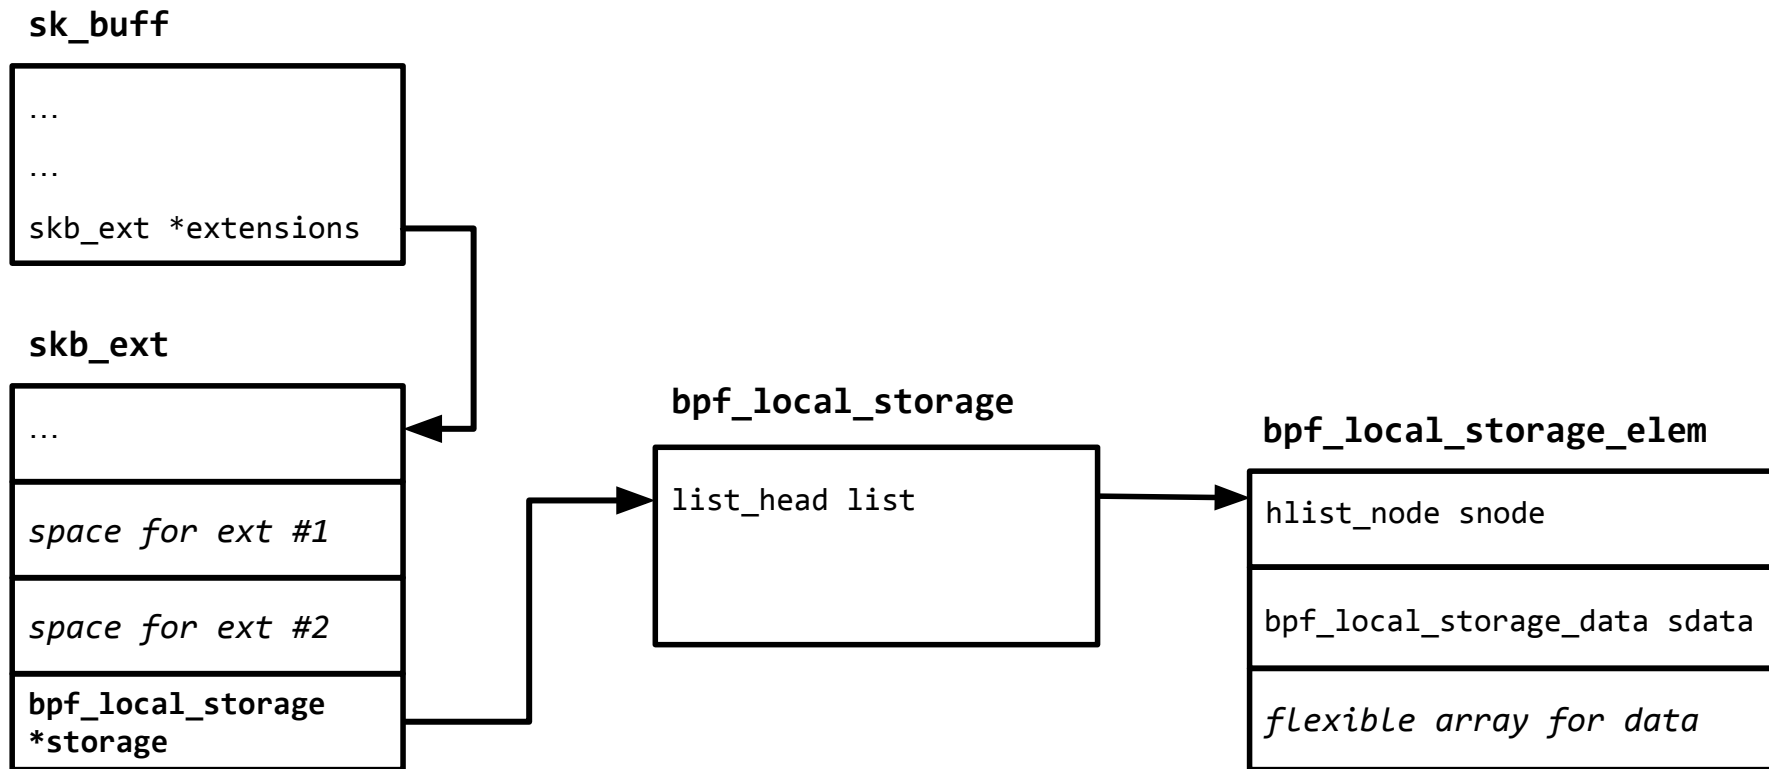 sk_buff
…
…
skb_ext *extensions
skb_ext
…
space for ext #1
space for ext #2
bpf_local_storage
*storage
bpf_local_storage
list_head list
bpf_local_storage_elem
hlist_node snode
bpf_local_storage_data sdata
flexible array for data